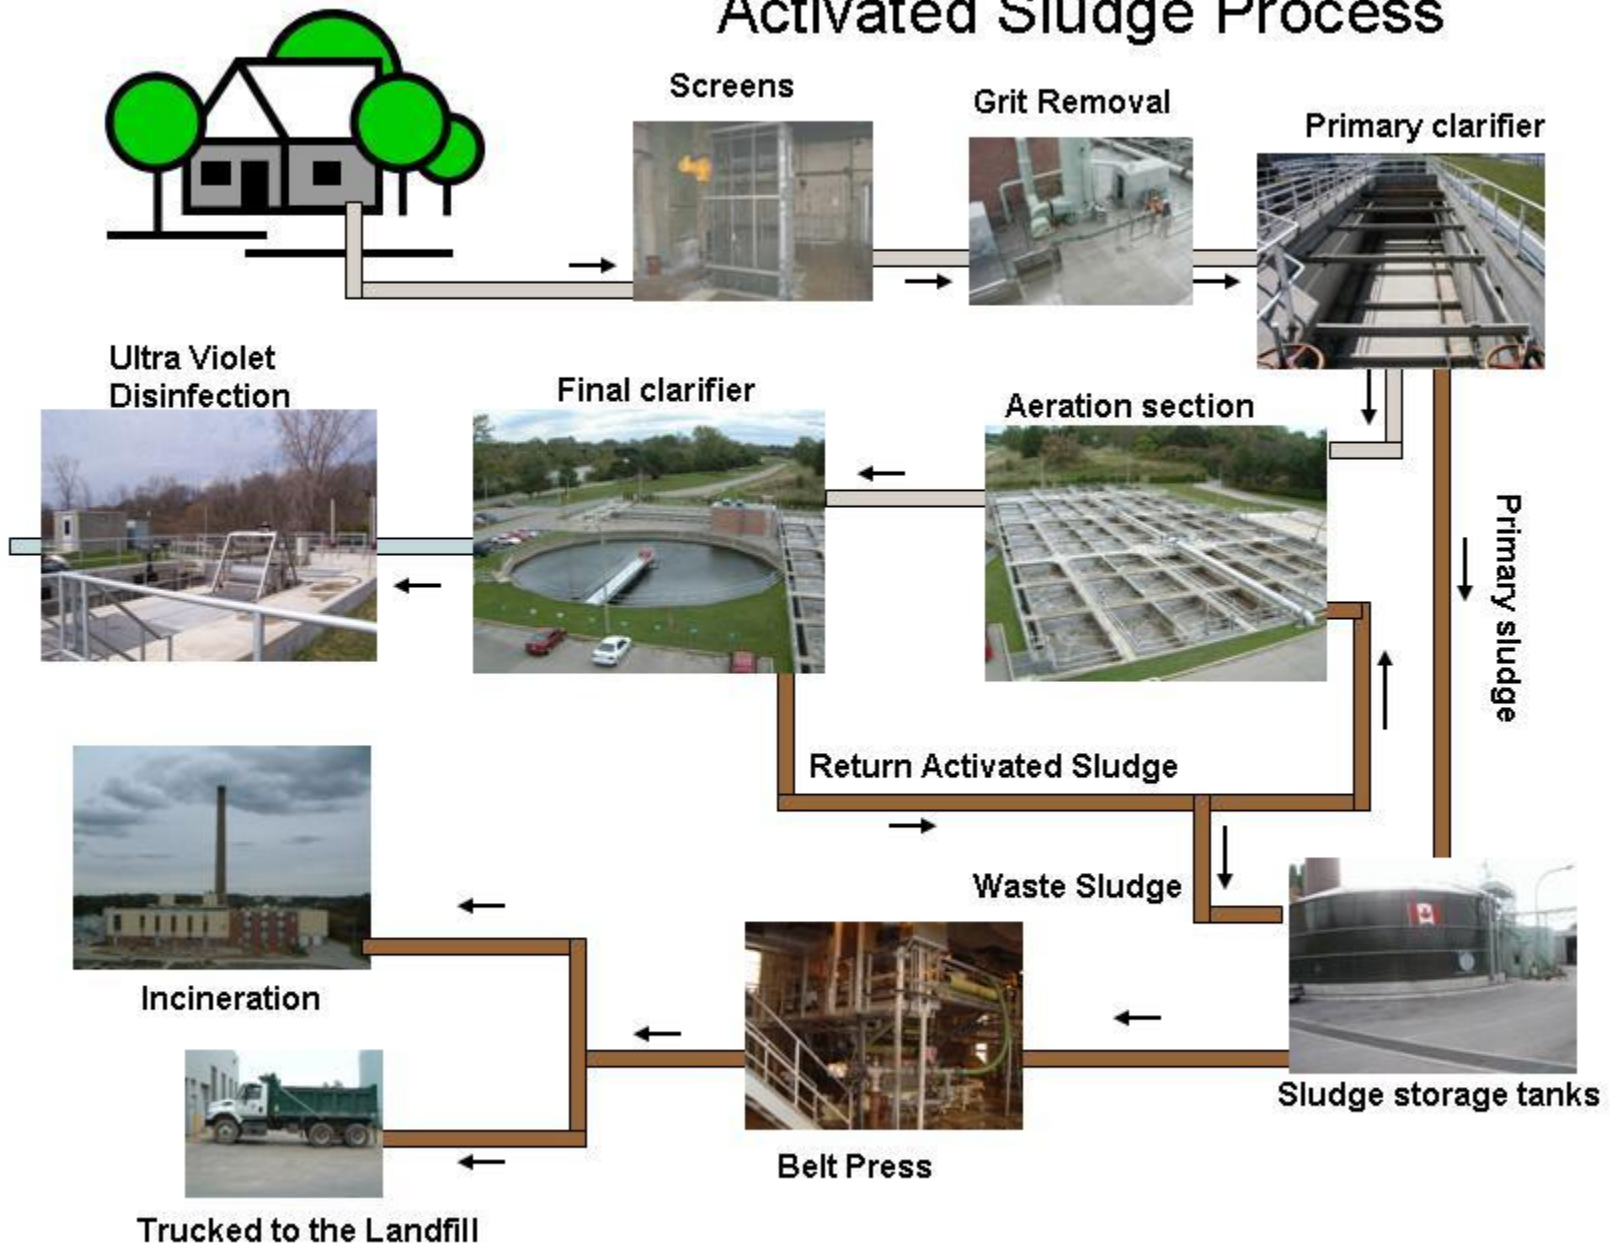 Activated Sludge Process
Screens
Grit Removal
Primary clarifier
Ultra Violet
Disinfection
Final clarifier
Aeration section
Primary sludge
Return Activated Sludge
Waste Sludge
Incineration
Sludge storage tanks
Belt Press
Trucked to the Landfill